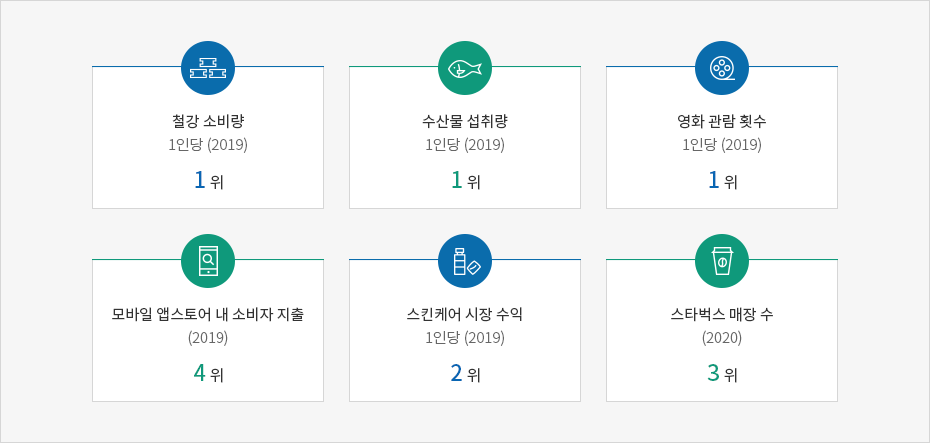 철강 소비량
1인당 (2019)
1 위
수산물 섭취량
1인당 (2019)
1 위
영화 관람 횟수
1인당 (2019)
1 위
모바일 앱스토어 내 소비자 지출
(2019)
4 위
스킨케어 시장 수익
1인당 (2019)
2 위
스타벅스 매장 수
(2020)
3 위